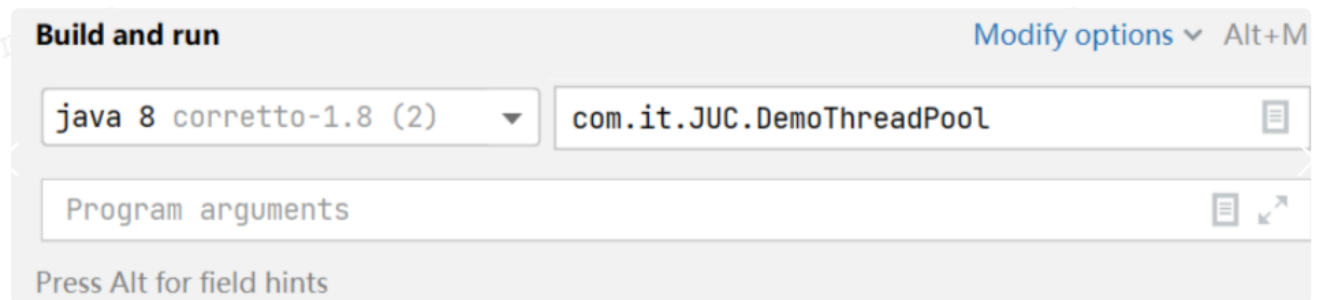 Build and run Modify options Alt+M
java 8 corretto-1.8 (2) com.it.JUC.DemoThreadPool
Program arguments
Press Alt for field hints